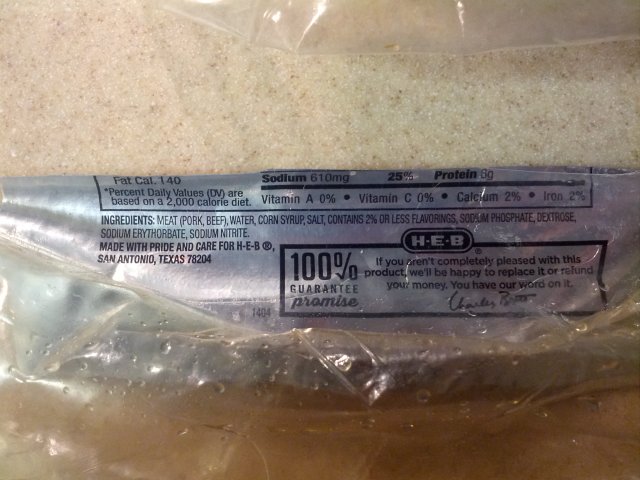 Fat Cal. 140
Sodium 610mg 25% Protein 6g
*Percent Daily Values (DV) are
based on a 2,000 calorie diet.
Vitamin A 0% • Vitamin C 0% • Calcium 2% • Iron 2%
INGREDIENTS: MEAT (PORK, BEEF), WATER, CORN SYRUP, SALT, CONTAINS 2% OR LESS FLAVORINGS, SODIUM PHOSPHATE, DEXTROSE,
SODIUM ERYTHORBATE, SODIUM NITRITE.
MADE WITH PRIDE AND CARE FOR H-E-B ®,
SAN ANTONIO, TEXAS 78204
H-E-B ®
100%
GUARANTEE
promise
If you aren't completely pleased with this
product, we'll be happy to replace it or refund
your money. You have our word on it.
Charles Butt
1404